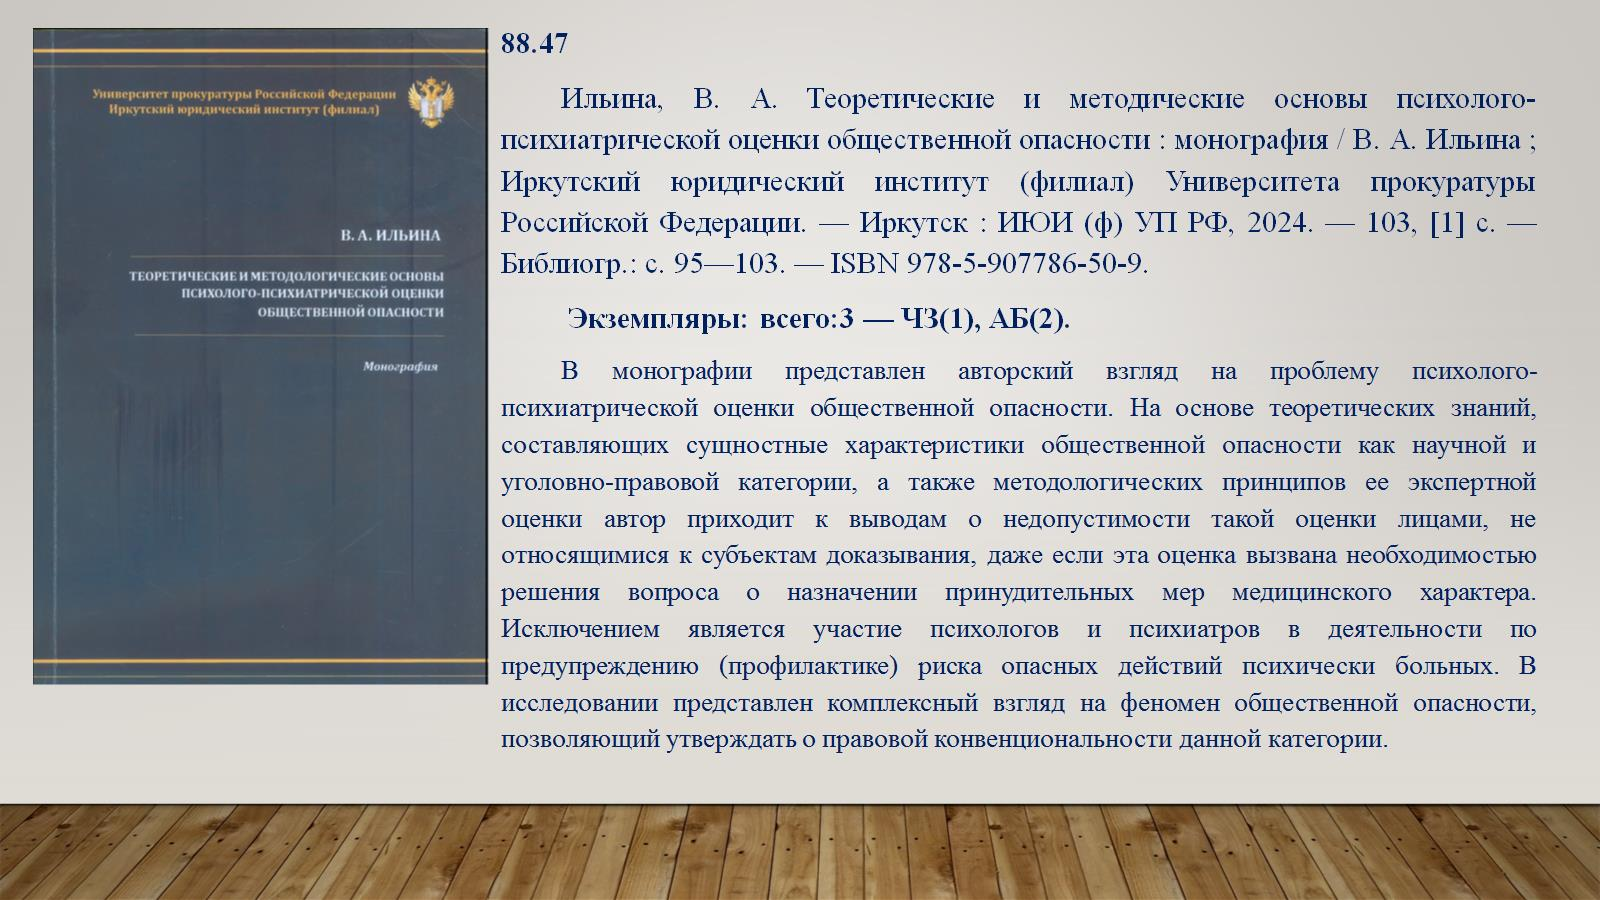 Университет прокуратуры Российской Федерации
Иркутский юридический институт (филиал)
В. А. ИЛЬИНА
ТЕОРЕТИЧЕСКИЕ И МЕТОДОЛОГИЧЕСКИЕ ОСНОВЫ
ПСИХОЛОГО-ПСИХИАТРИЧЕСКОЙ ОЦЕНКИ
ОБЩЕСТВЕННОЙ ОПАСНОСТИ
Монография
88.47
Ильина, В. А. Теоретические и методические основы психолого-
психиатрической оценки общественной опасности : монография / В. А. Ильина ;
Иркутский юридический институт (филиал) Университета прокуратуры
Российской Федерации. — Иркутск : ИЮИ (ф) УП РФ, 2024. — 103, [1] с. —
Библиогр.: с. 95—103. — ISBN 978-5-907786-50-9.
Экземпляры: всего:3 — ЧЗ(1), АБ(2).
В монографии представлен авторский взгляд на проблему психолого-
психиатрической оценки общественной опасности. На основе теоретических знаний,
составляющих сущностные характеристики общественной опасности как научной и
уголовно-правовой категории, а также методологических принципов ее экспертной
оценки автор приходит к выводам о недопустимости такой оценки лицами, не
относящимися к субъектам доказывания, даже если эта оценка вызвана необходимостью
решения вопроса о назначении принудительных мер медицинского характера.
Исключением является участие психологов и психиатров в деятельности по
предупреждению (профилактике) риска опасных действий психически больных. В
исследовании представлен комплексный взгляд на феномен общественной опасности,
позволяющий утверждать о правовой конвенциональности данной категории.